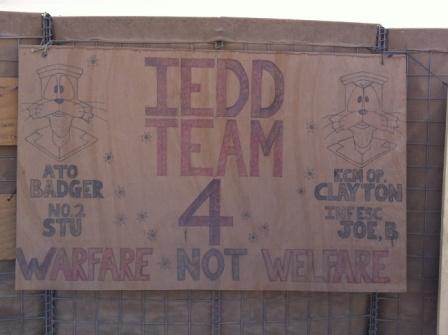 IEDD
TEAM
4
ATO
BADGER
NO.2
STU
ECM OP.
CLAYTON
INF ESC
JOE.B
WARFARE NOT WELFARE